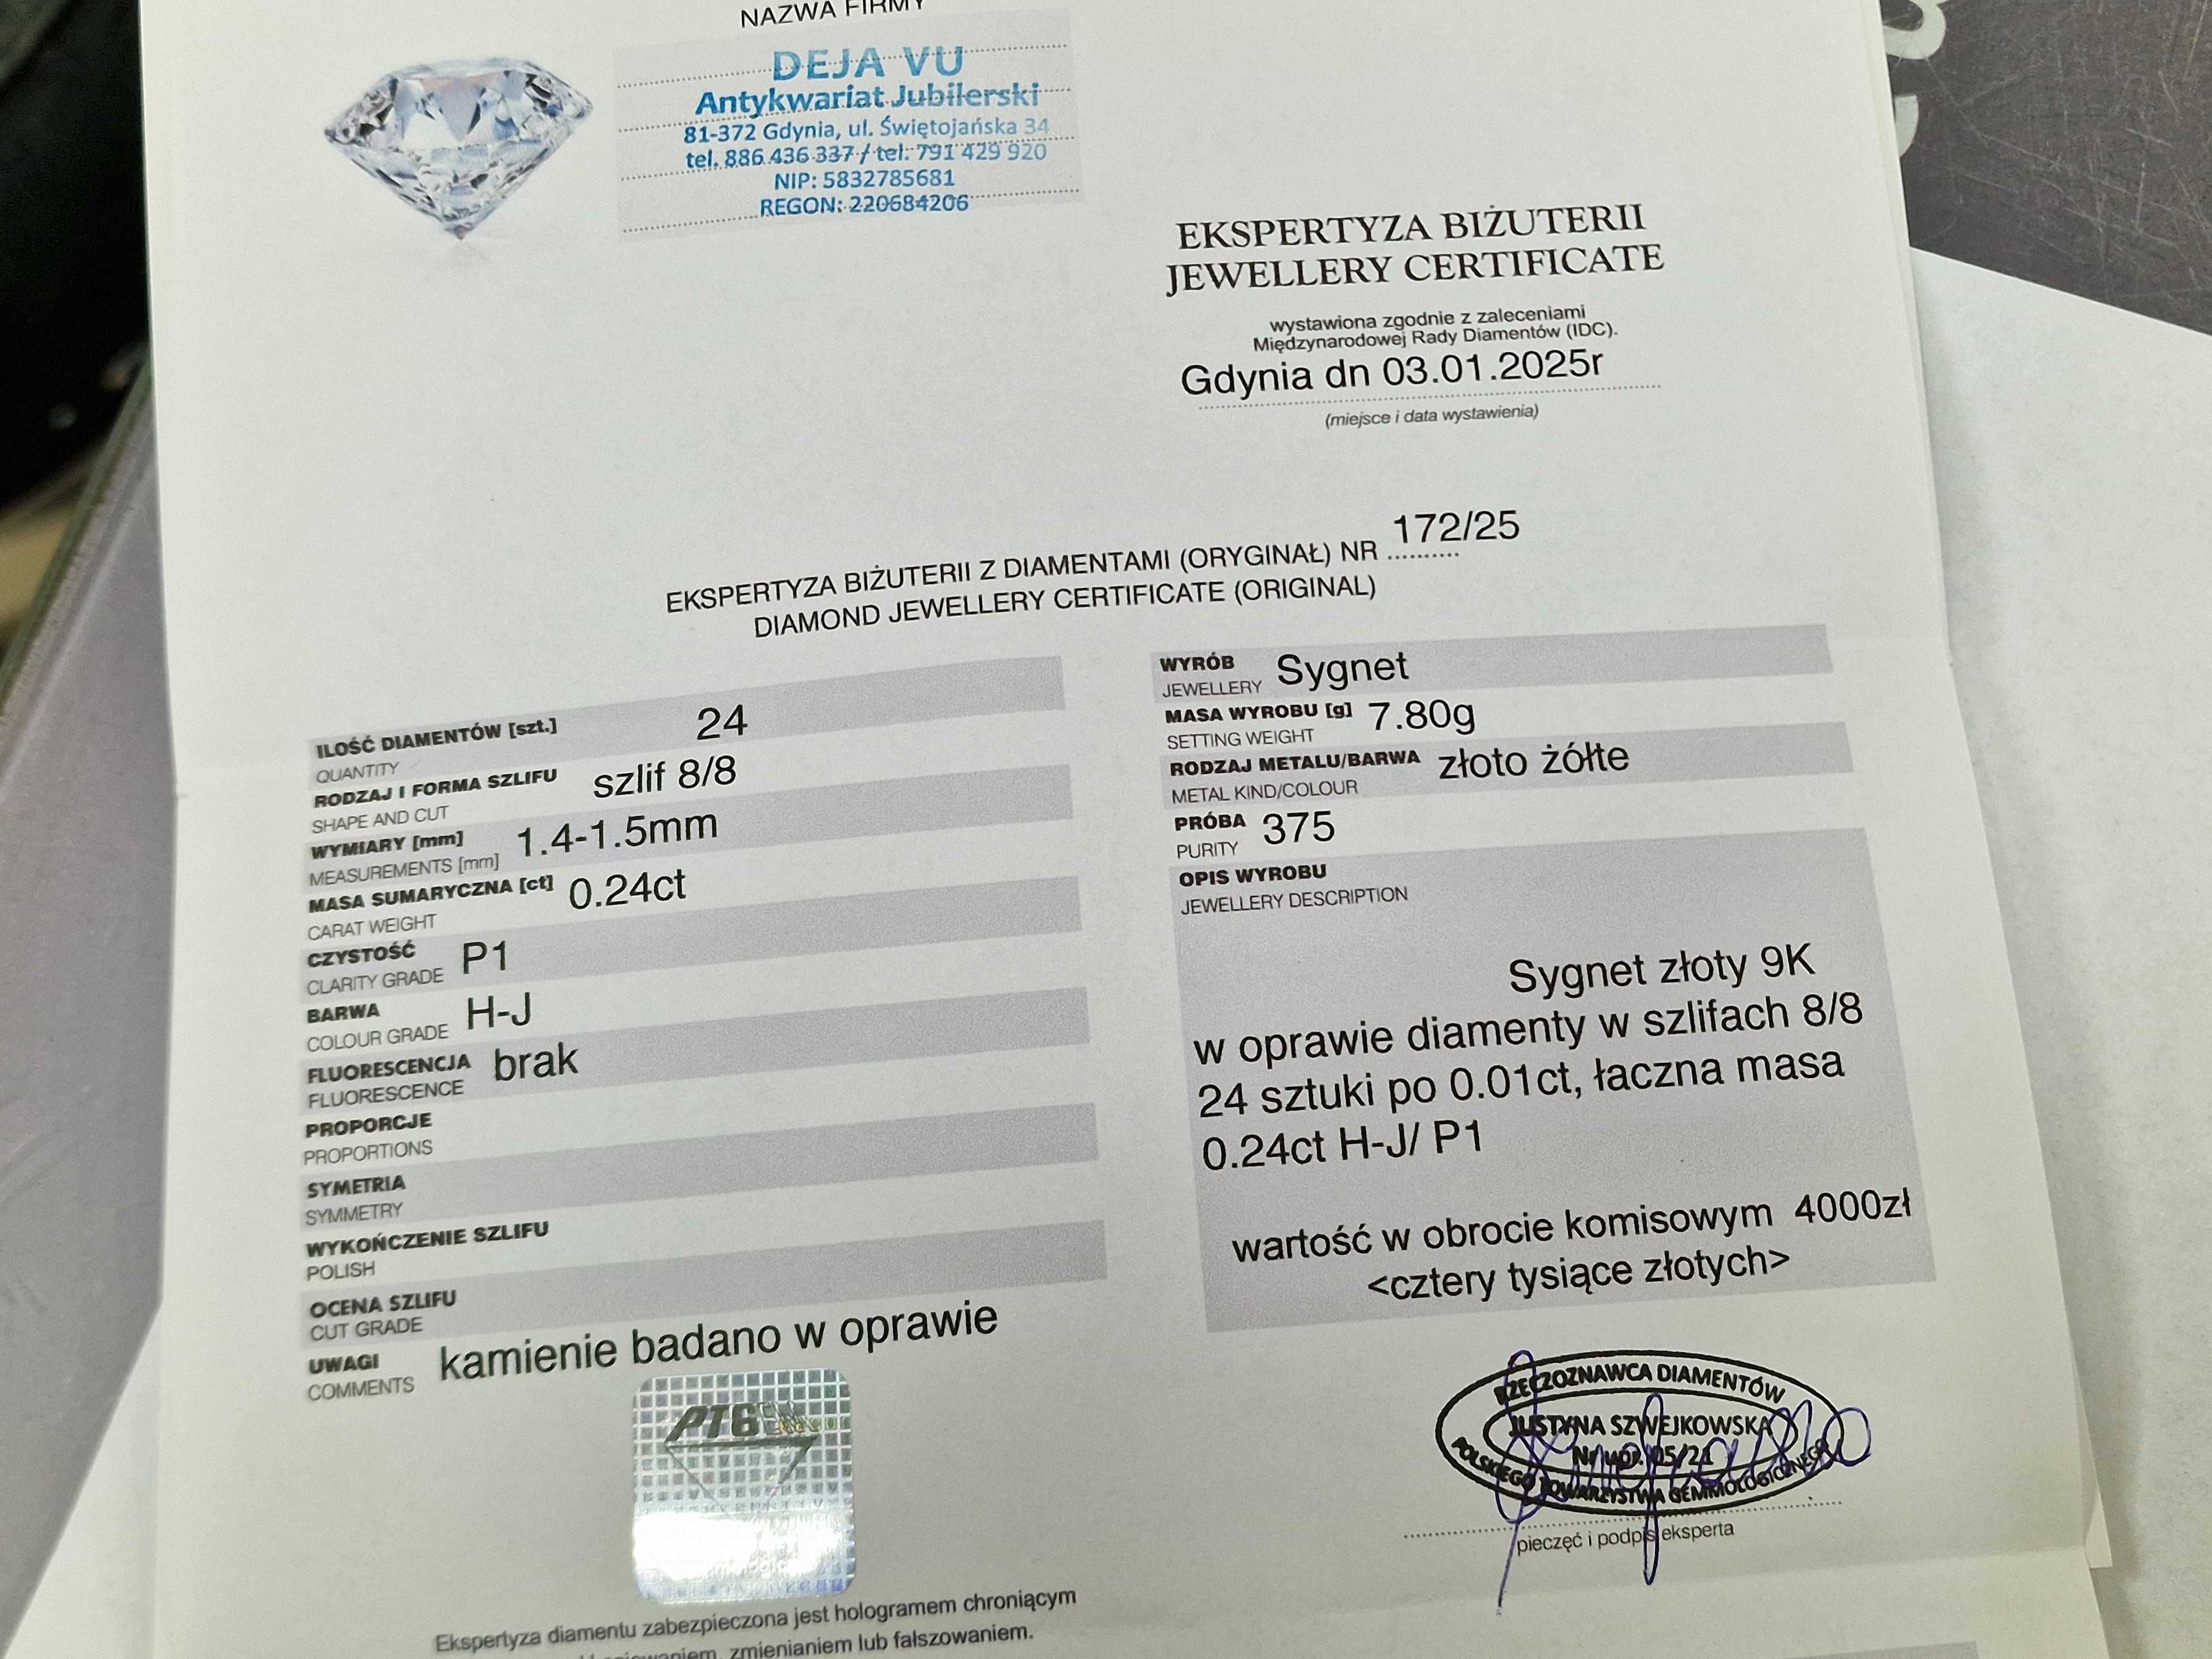 NAZWA FIRMY
DEJA VU
Antykwariat Jubilerski
81-372 Gdynia, ul. Świętojańska 34
tel. 886 436 337 / tel: 791 429 920
NIP: 5832785681
REGON: 220684206
EKSPERTYZA BIŻUTERII
JEWELLERY CERTIFICATE
wystawiona zgodnie z zaleceniami
Międzynarodowej Rady Diamentów (IDC).
Gdynia dn 03.01.2025r
(miejsce i data wystawienia)
EKSPERTYZA BIŻUTERII Z DIAMENTAMI (ORYGINAŁ) NR 172/25
DIAMOND JEWELLERY CERTIFICATE (ORIGINAL)
ILOŚĆ DIAMENTÓW [szt.] 24
QUANTITY
RODZAJ I FORMA SZLIFU szlif 8/8
SHAPE AND CUT
WYMIARY [mm] 1.4-1.5mm
MEASUREMENTS [mm]
MASA SUMARYCZNA [ct] 0.24ct
CARAT WEIGHT
CZYSTOŚĆ P1
CLARITY GRADE
BARWA H-J
COLOUR GRADE
FLUORESCENCJA brak
FLUORESCENCE
PROPORCJE
PROPORTIONS
SYMETRIA
SYMMETRY
WYKOŃCZENIE SZLIFU
POLISH
OCENA SZLIFU
CUT GRADE
UWAGI kamienie badano w oprawie
COMMENTS
WYRÓB Sygnet
JEWELLERY
MASA WYROBU [g] 7.80g
SETTING WEIGHT
RODZAJ METALU/BARWA złoto żółte
METAL KIND/COLOUR
PRÓBA 375
PURITY
OPIS WYROBU
JEWELLERY DESCRIPTION
Sygnet złoty 9K
w oprawie diamenty w szlifach 8/8
24 sztuki po 0.01ct, łaczna masa
0.24ct H-J/ P1
wartość w obrocie komisowym 4000zł
<cztery tysiące złotych>
PTG
RZECZOZNAWCA DIAMENTÓW
JUSTYNA SZWEJKOWSKA
Nr upr. 05/21
POLSKIEGO TOWARZYSTWA GEMMOLOGICZNEGO
pieczęć i podpis eksperta
Ekspertyza diamentu zabezpieczona jest hologramem chroniącym
zmienianiem lub fałszowaniem.